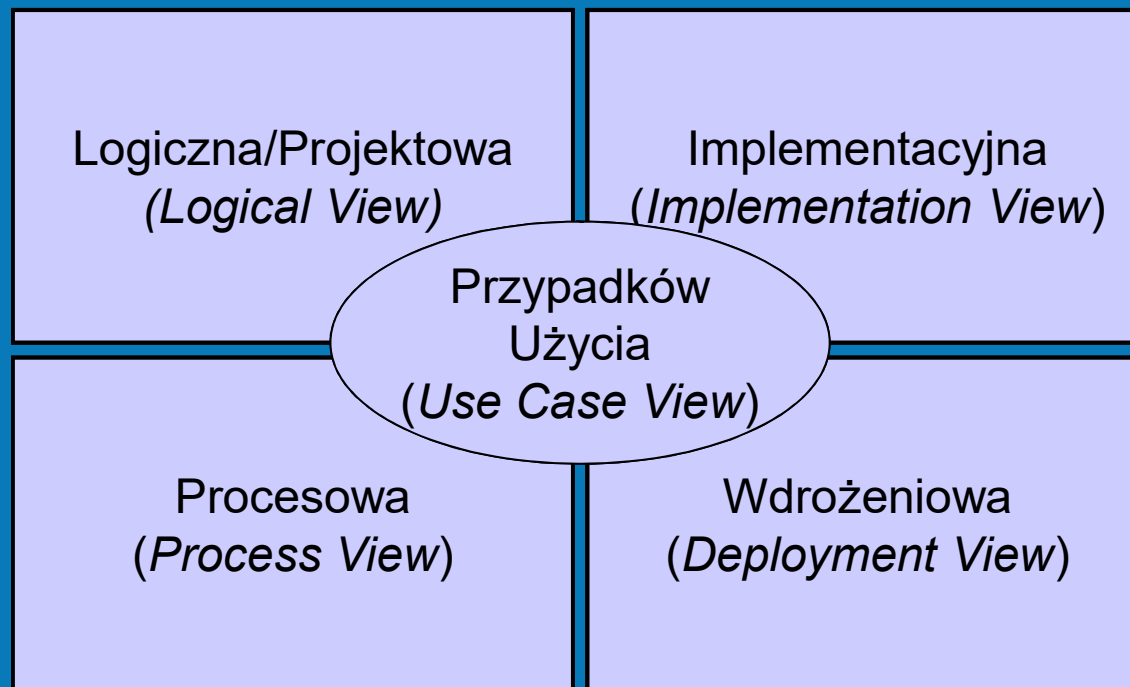 Logiczna/Projektowa
(Logical View)
Implementacyjna
(Implementation View)
Przypadków
Użycia
(Use Case View)
Procesowa
(Process View)
Wdrożeniowa
(Deployment View)